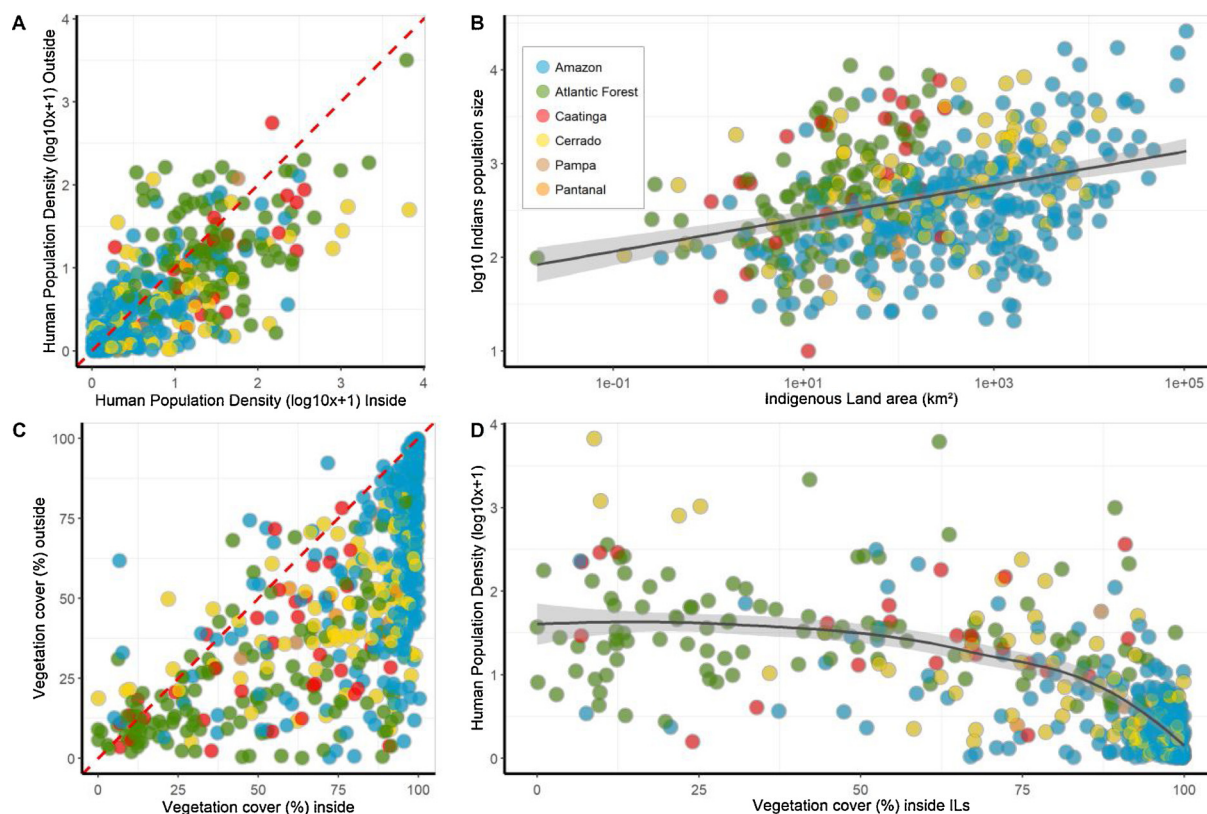 A
4
3
2
1
0
Human Population Density (log10x+1) Outside
0
1
2
3
4
Human Population Density (log10x+1) Inside
B
4
3
2
1
log10 Indians population size
Amazon
Atlantic Forest
Caatinga
Cerrado
Pampa
Pantanal
1e-01
1e+01
1e+03
1e+05
Indigenous Land area (km²)
C
100
75
50
25
0
Vegetation cover (%) outside
0
25
50
75
100
Vegetation cover (%) inside
D
4
3
2
1
0
Human Population Density (log10x+1)
0
25
50
75
100
Vegetation cover (%) inside ILs